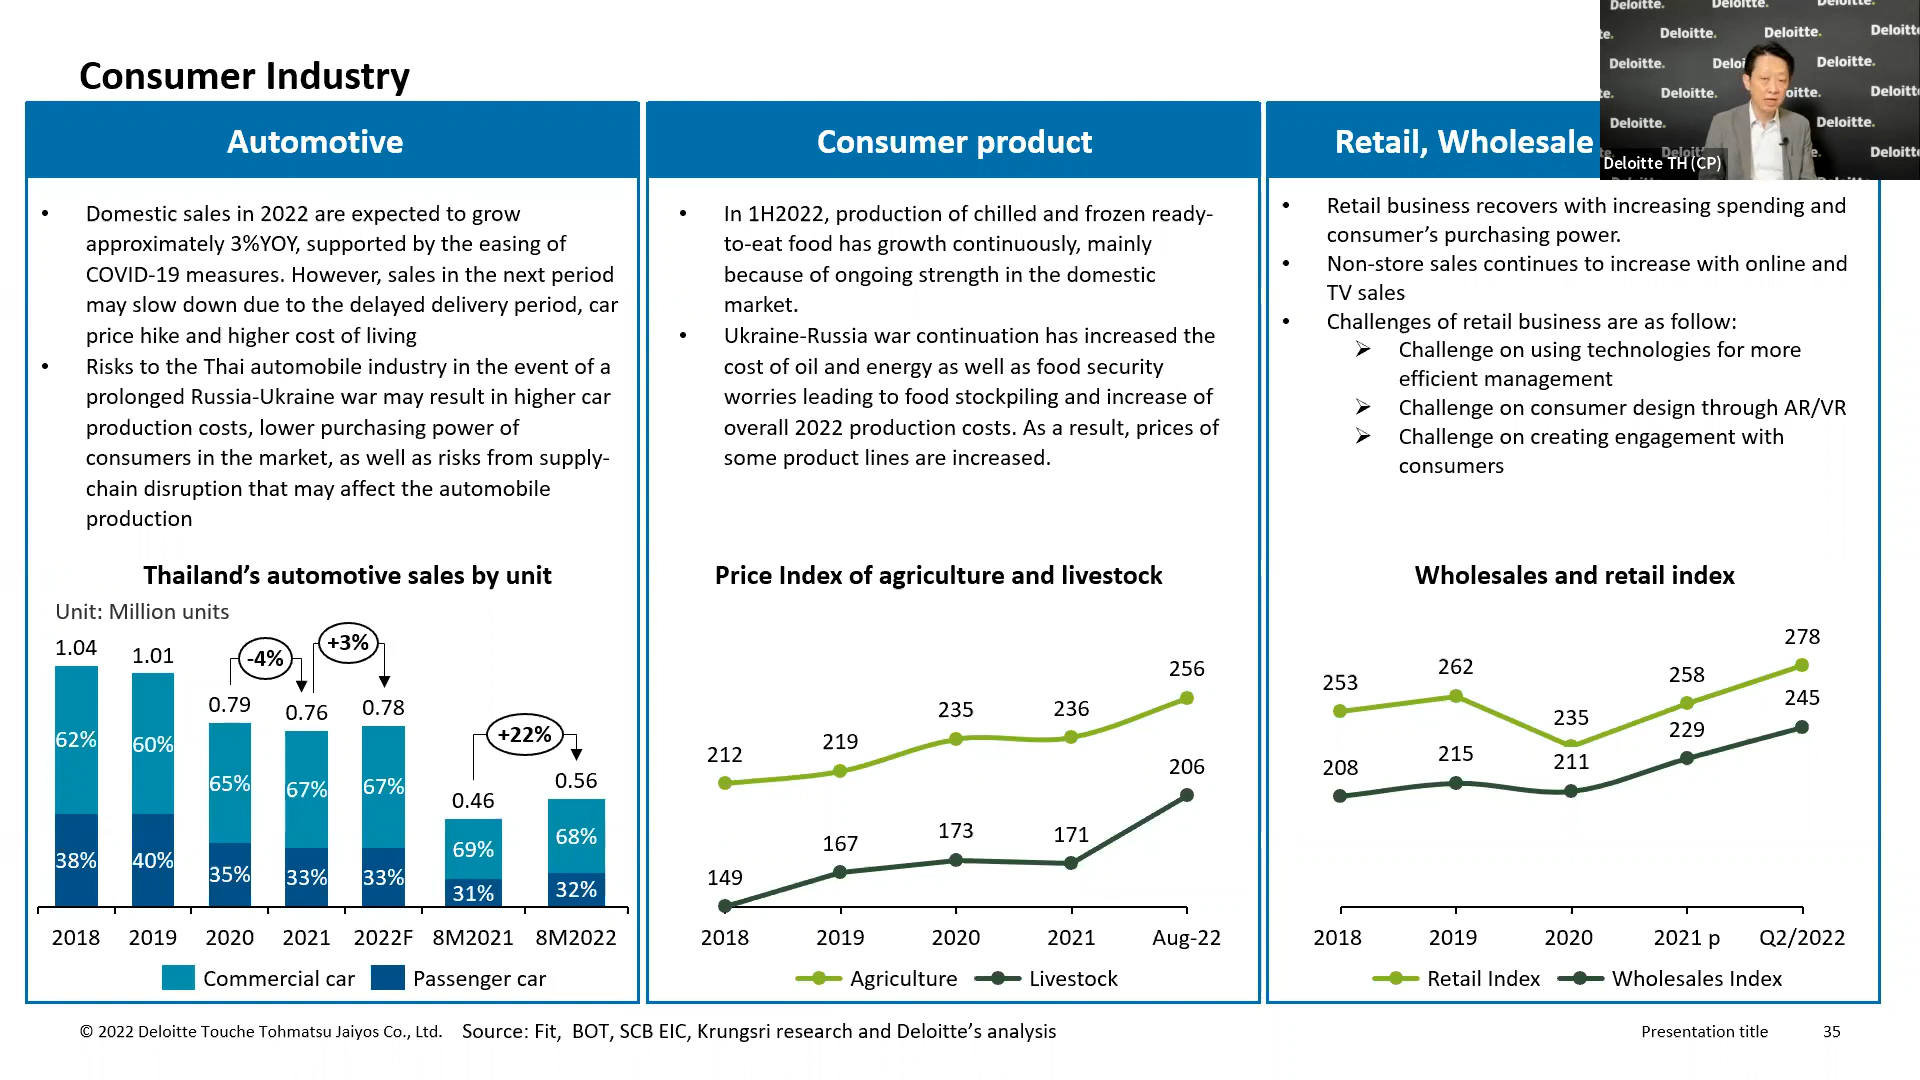 Consumer Industry
Automotive
Domestic sales in 2022 are expected to grow
approximately 3%YOY, supported by the easing of
COVID-19 measures. However, sales in the next period
may slow down due to the delayed delivery period, car
price hike and higher cost of living
Risks to the Thai automobile industry in the event of a
prolonged Russia-Ukraine war may result in higher car
production costs, lower purchasing power of
consumers in the market, as well as risks from supply-
chain disruption that may affect the automobile
production
Thailand’s automotive sales by unit
Unit: Million units
-4%
+3%
+22%
1.04
1.01
0.79
0.76
0.78
0.46
0.56
62%
60%
65%
67%
67%
69%
68%
38%
40%
35%
33%
33%
31%
32%
2018 2019 2020 2021 2022F 8M2021 8M2022
Commercial car Passenger car
Consumer product
In 1H2022, production of chilled and frozen ready-
to-eat food has growth continuously, mainly
because of ongoing strength in the domestic
market.
Ukraine-Russia war continuation has increased the
cost of oil and energy as well as food security
worries leading to food stockpiling and increase of
overall 2022 production costs. As a result, prices of
some product lines are increased.
Price Index of agriculture and livestock
212
219
235
236
256
149
167
173
171
206
2018 2019 2020 2021 Aug-22
Agriculture Livestock
Retail, Wholesale
Retail business recovers with increasing spending and
consumer’s purchasing power.
Non-store sales continues to increase with online and
TV sales
Challenges of retail business are as follow:
Challenge on using technologies for more
efficient management
Challenge on consumer design through AR/VR
Challenge on creating engagement with
consumers
Wholesales and retail index
253
262
235
258
278
208
215
211
229
245
2018 2019 2020 2021 p Q2/2022
Retail Index Wholesales Index
Deloitte. Deloitte.
Deloitte. Deloitte.
Deloitte. Deloitte.
Deloitte.
Deloitte. Deloitte.
Deloitte TH (CP)
© 2022 Deloitte Touche Tohmatsu Jaiyos Co., Ltd. Source: Fit, BOT, SCB EIC, Krungsri research and Deloitte’s analysis
Presentation title 35